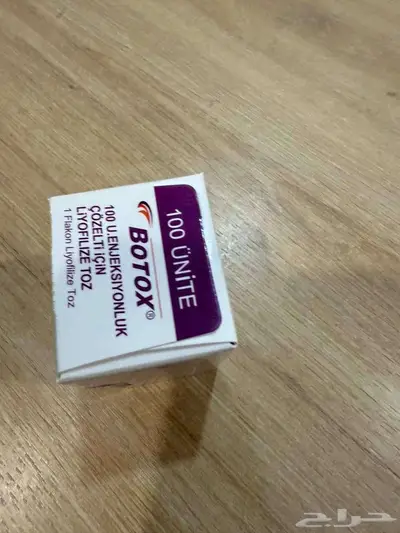 100 ÜNİTE
BOTOX®
100 U.ENJEKSIYONLUK
ÇÖZELTİ İÇİN
LİYOFİLİZE TOZ
1 Flakon Liyofilize Toz
حراج